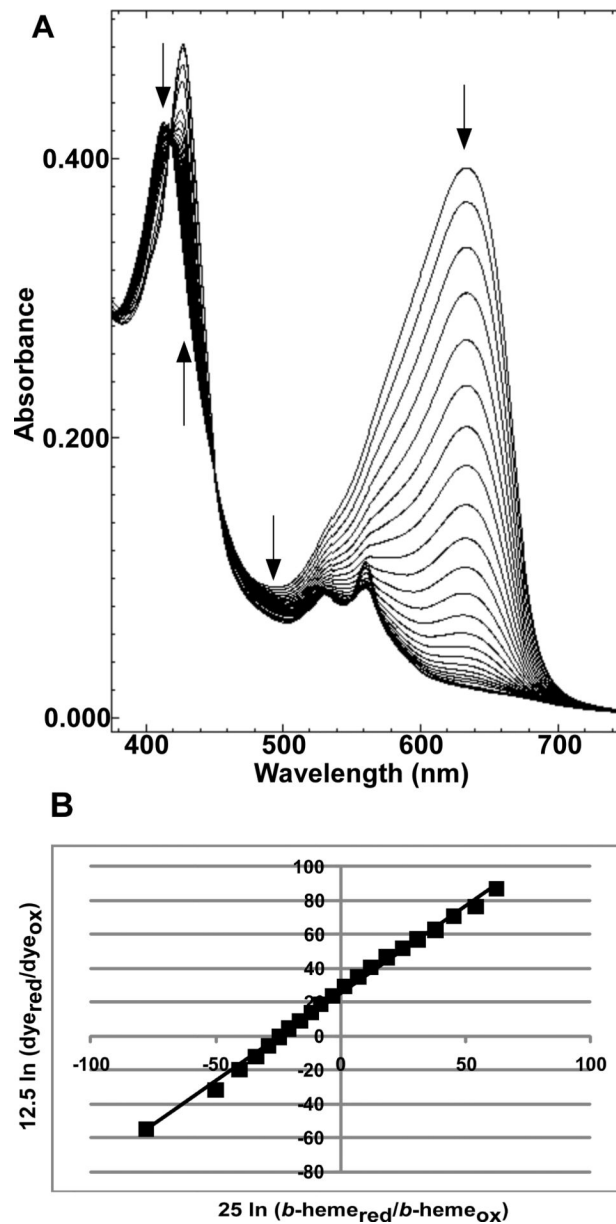 A
0.400
0.200
0.000
Absorbance
400 500 600 700
Wavelength (nm)
B
100
80
60
40
20
0
-100 -50 0 50 100
-20
-40
-60
-80
12.5 ln (dye_red/dye_ox)
25 ln (b-heme_red/b-heme_ox)